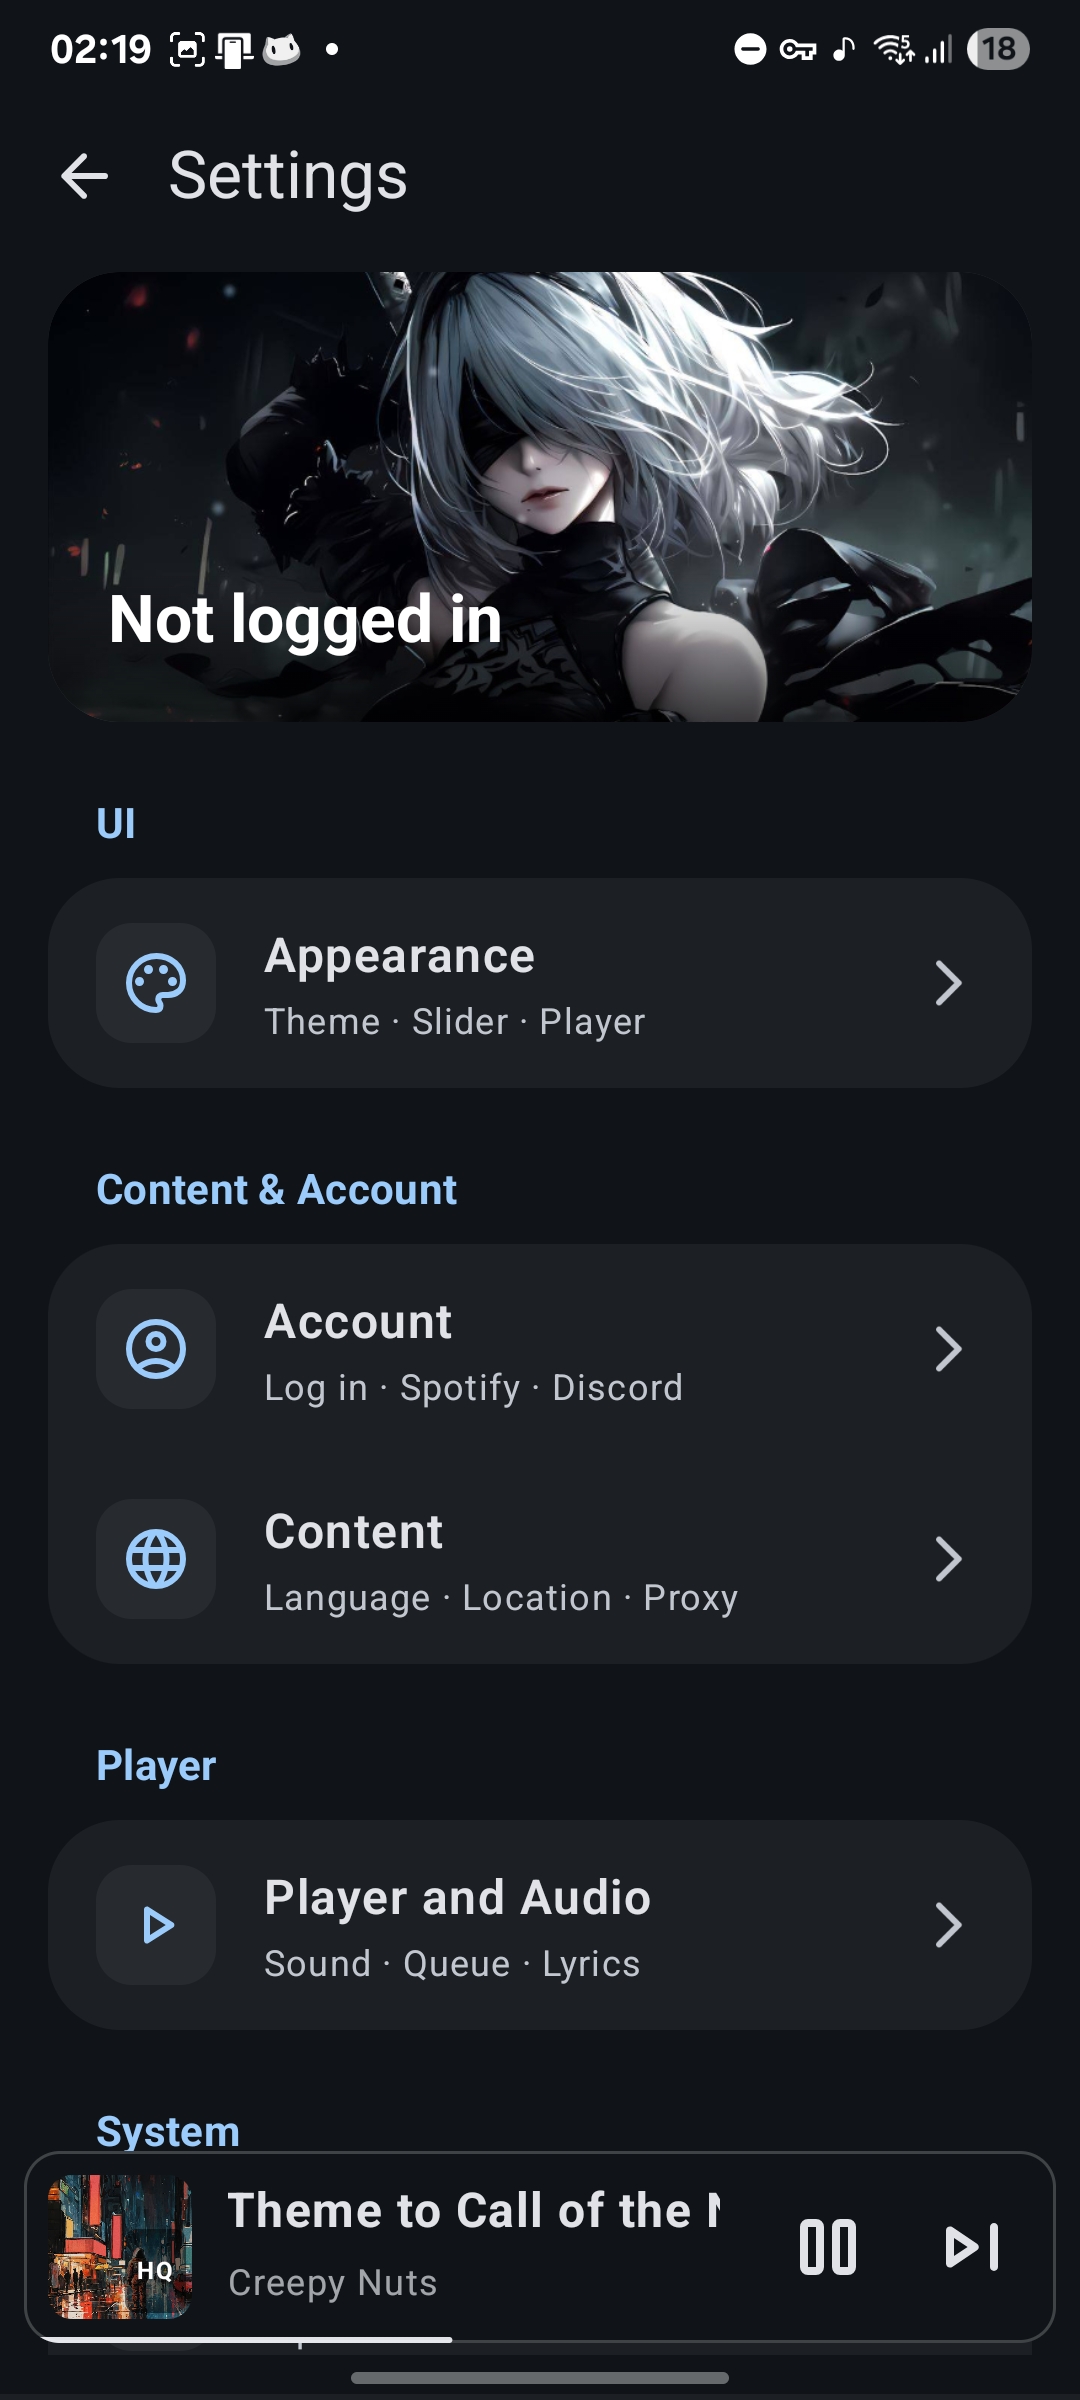 02:19
5
18
Settings
Not logged in
UI
Appearance
Theme · Slider · Player
Content & Account
Account
Log in · Spotify · Discord
Content
Language · Location · Proxy
Player
Player and Audio
Sound · Queue · Lyrics
System
Theme to Call of the
HQ
Creepy Nuts